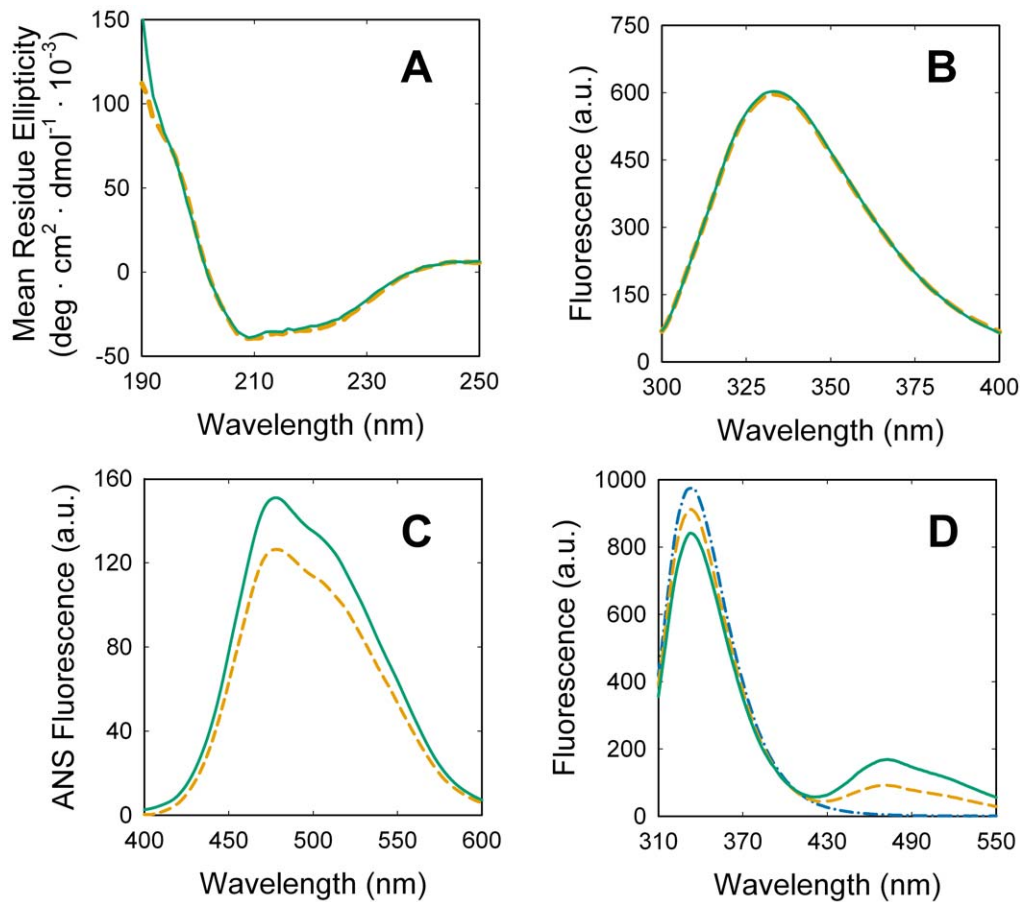 Mean Residue Ellipticity
(deg · cm² · dmol⁻¹ · 10⁻³)
150
100
50
0
-50
190 210 230 250
Wavelength (nm)
A
Fluorescence (a.u.)
750
600
450
300
150
0
300 325 350 375 400
Wavelength (nm)
B
ANS Fluorescence (a.u.)
160
120
80
40
0
400 450 500 550 600
Wavelength (nm)
C
Fluorescence (a.u.)
1000
800
600
400
200
0
310 370 430 490 550
Wavelength (nm)
D